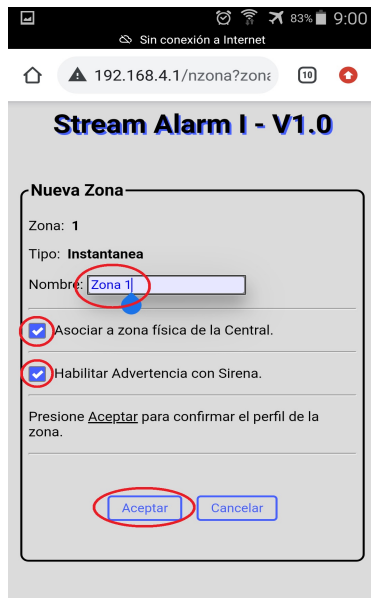 83% 9:00
Sin conexión a Internet
192.168.4.1/nzona?zona
10
Stream Alarm I - V1.0
Nueva Zona
Zona: 1
Tipo: Instantanea
Nombre: Zona 1
Asociar a zona física de la Central.
Habilitar Advertencia con Sirena.
Presione Aceptar para confirmar el perfil de la
zona.
Aceptar Cancelar